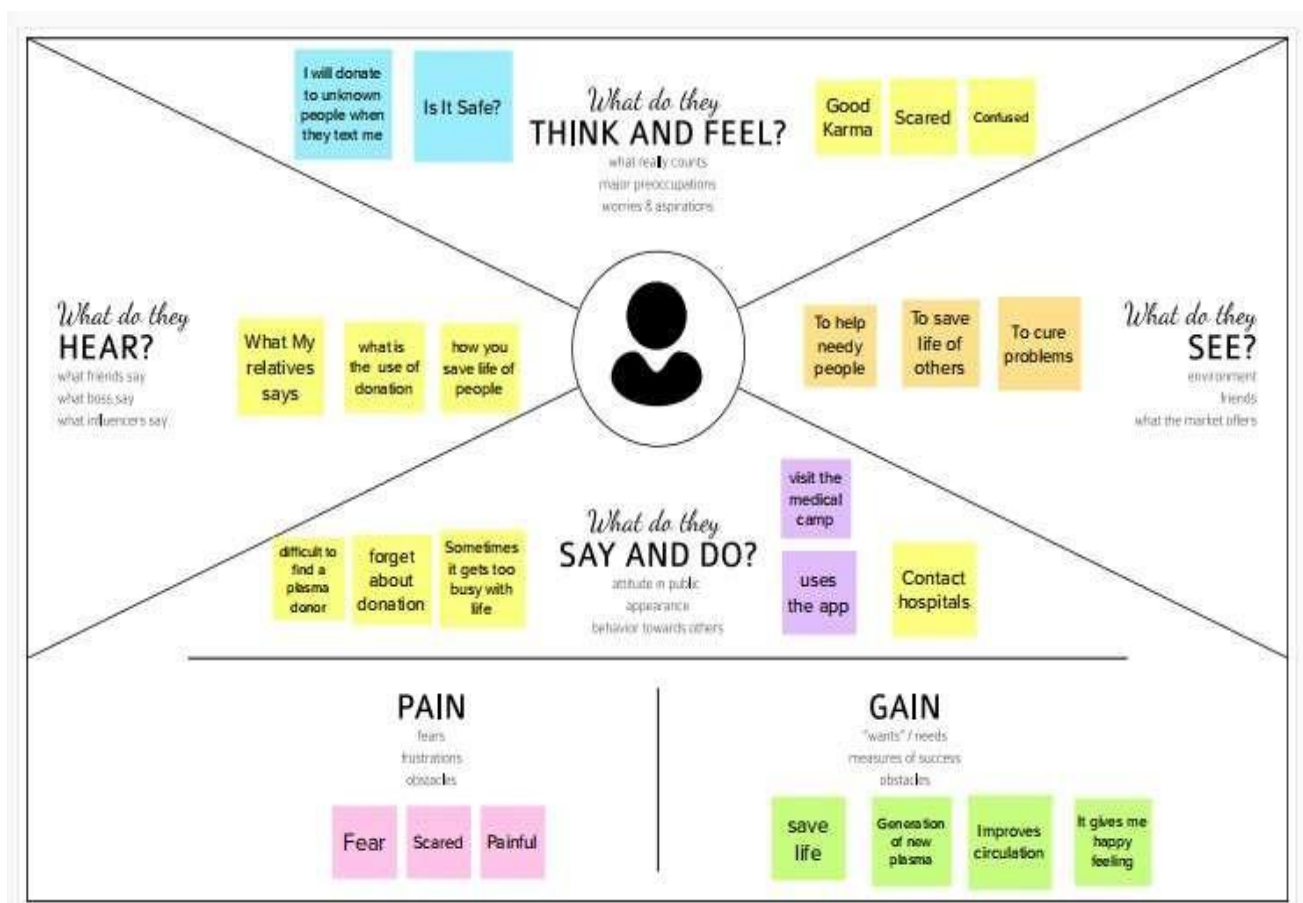 I will donate
to unknown
people when
they text me
Is It Safe?
What do they
THINK AND FEEL?
what really counts
major preoccupations
worries & aspirations
Good
Karma
Scared
Confused
What do they
HEAR?
what friends say
what boss say
what influencers say
What My
relatives
says
what is
the use of
donation
how you
save life of
people
To help
needy
people
To save
life of
others
To cure
problems
What do they
SEE?
environment
friends
what the market offers
difficult to
find a
plasma
donor
forget
about
donation
Sometimes
it gets too
busy with
life
What do they
SAY AND DO?
attitude in public
appearance
behavior towards others
visit the
medical
camp
uses
the app
Contact
hospitals
PAIN
fears
frustrations
obstacles
Fear
Scared
Painful
GAIN
"wants" / needs
measures of success
obstacles
save
life
Generation
of new
plasma
Improves
circulation
It gives me
happy
feeling